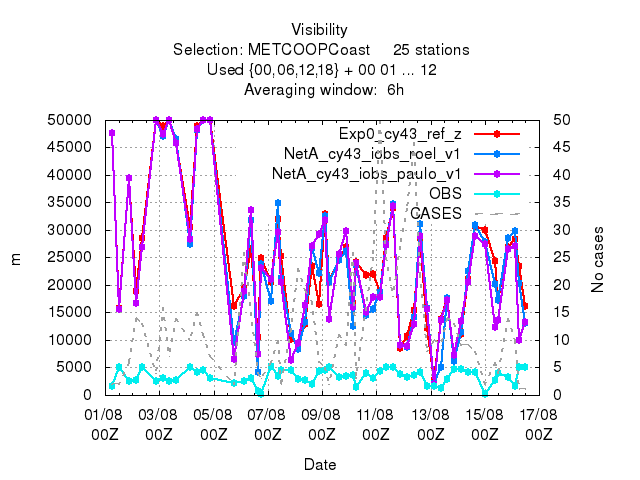 Visibility
Selection: METCOOPCoast 25 stations
Used {00,06,12,18} + 00 01 ... 12
Averaging window: 6h
50000 50
45000 45
40000 40
35000 35
30000 30
25000 25
20000 20
15000 15
10000 10
5000 5
0 0
Exp0_cy43_ref_z
NetA_cy43_iobs_roel_v1
NetA_cy43_iobs_paulo_v1
OBS
CASES
m
No cases
01/08 03/08 05/08 07/08 09/08 11/08 13/08 15/08 17/08
00Z 00Z 00Z 00Z 00Z 00Z 00Z 00Z 00Z
Date